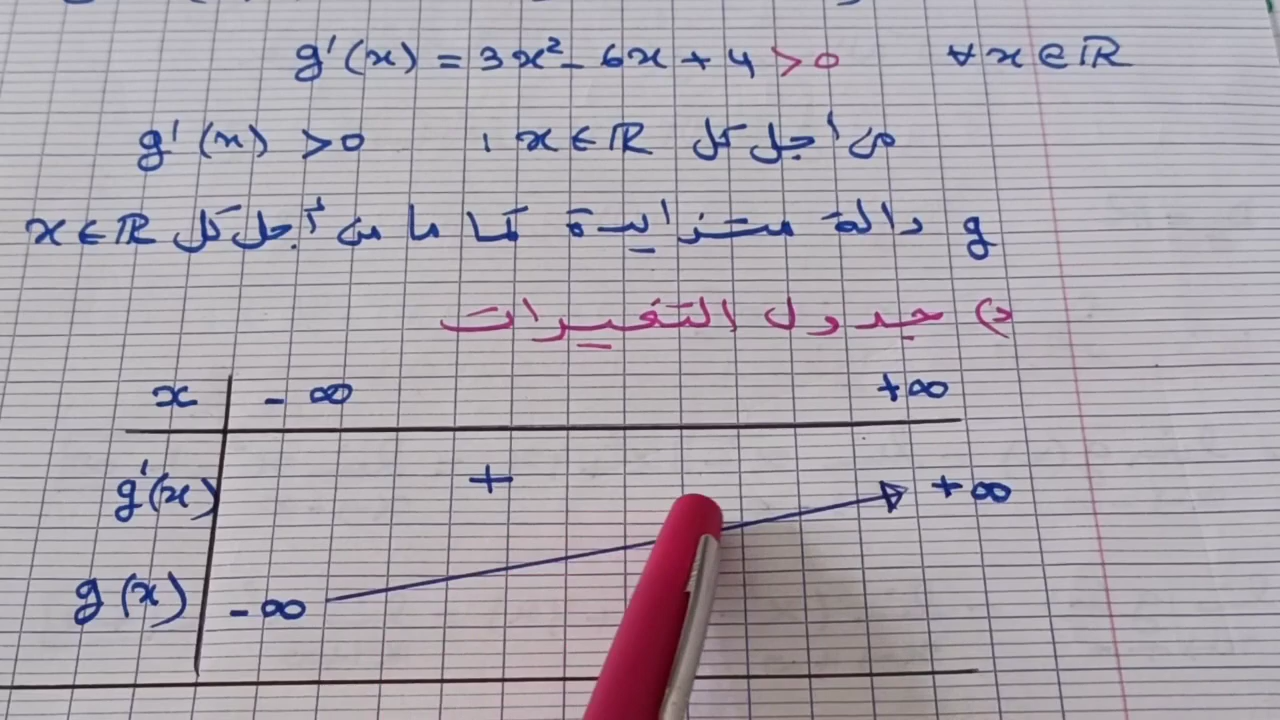 g'(x) = 3x² - 6x + 4 > 0 ∀x∈ℝ
من أجل كل x∈ℝ , g'(x) > 0
g دالة متزايدة تماما من أجل كل x∈ℝ
د) جدول التغيرات
x -∞ +∞
g'(x) + +∞
g(x) -∞